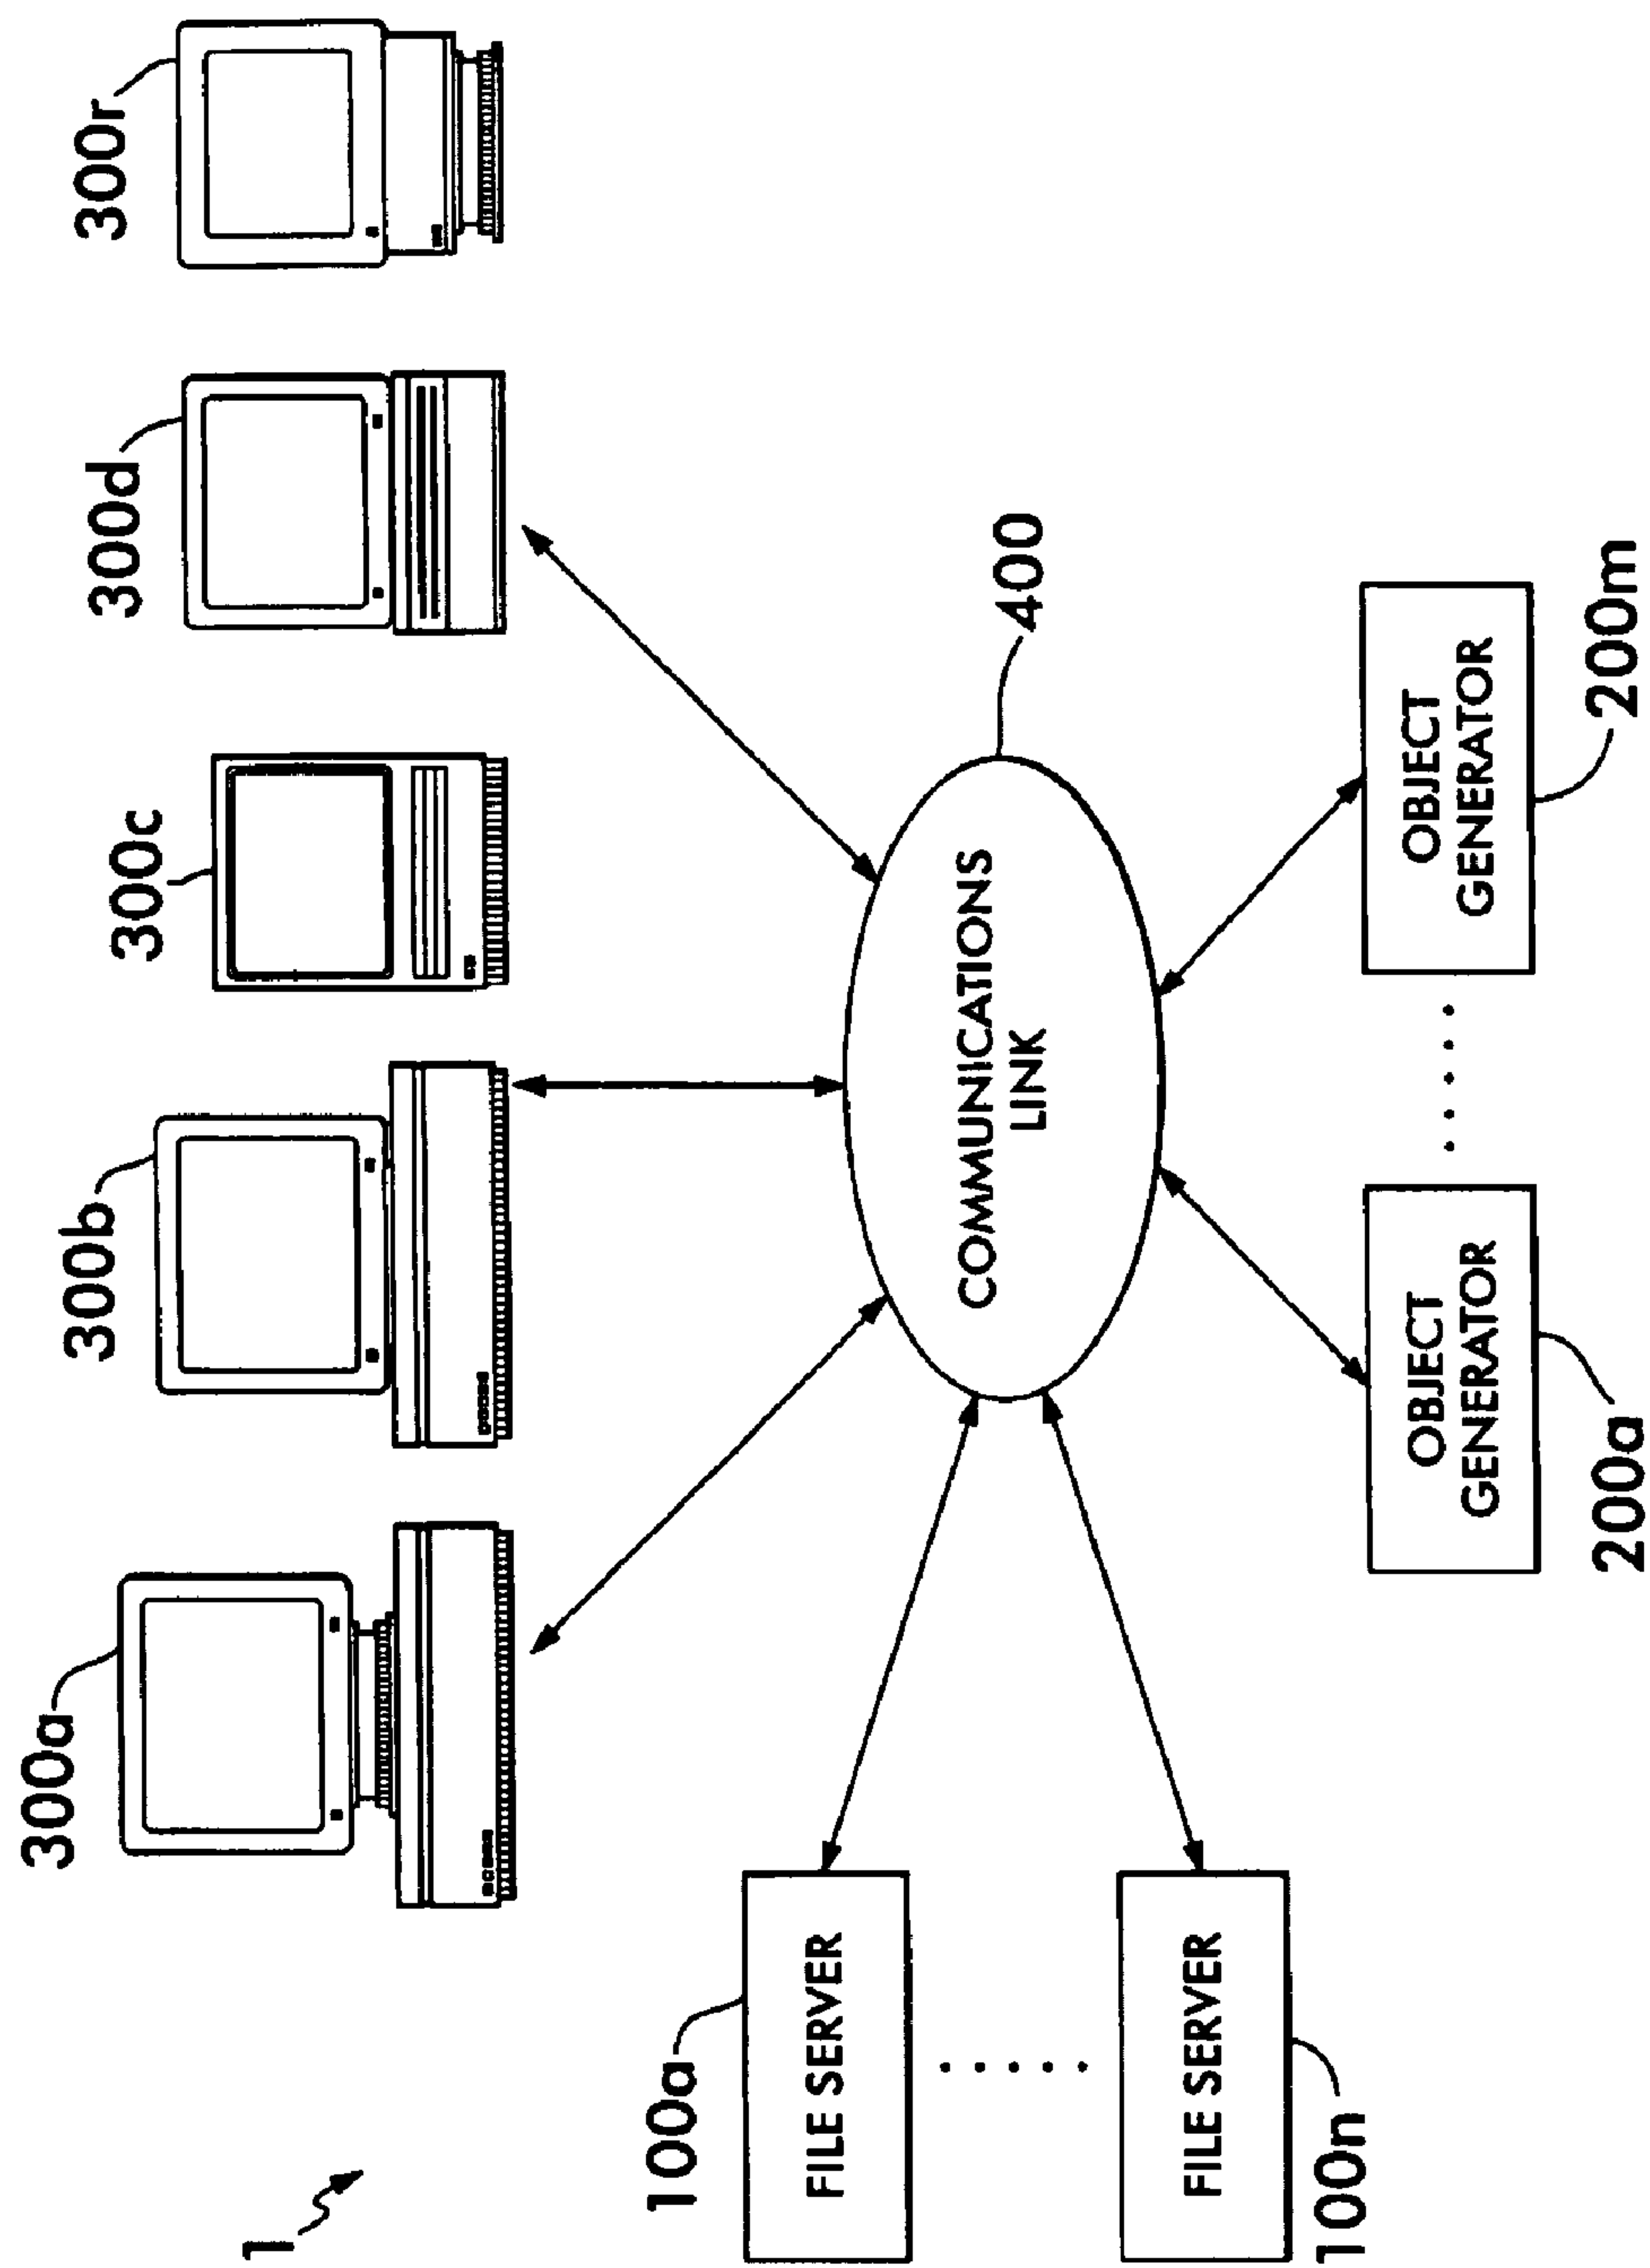 1
300a
300b
300c
300d
300r
100a
FILE SERVER
100n
FILE SERVER
COMMUNICATIONS
LINK
400
OBJECT
GENERATOR
200a
OBJECT
GENERATOR
200m